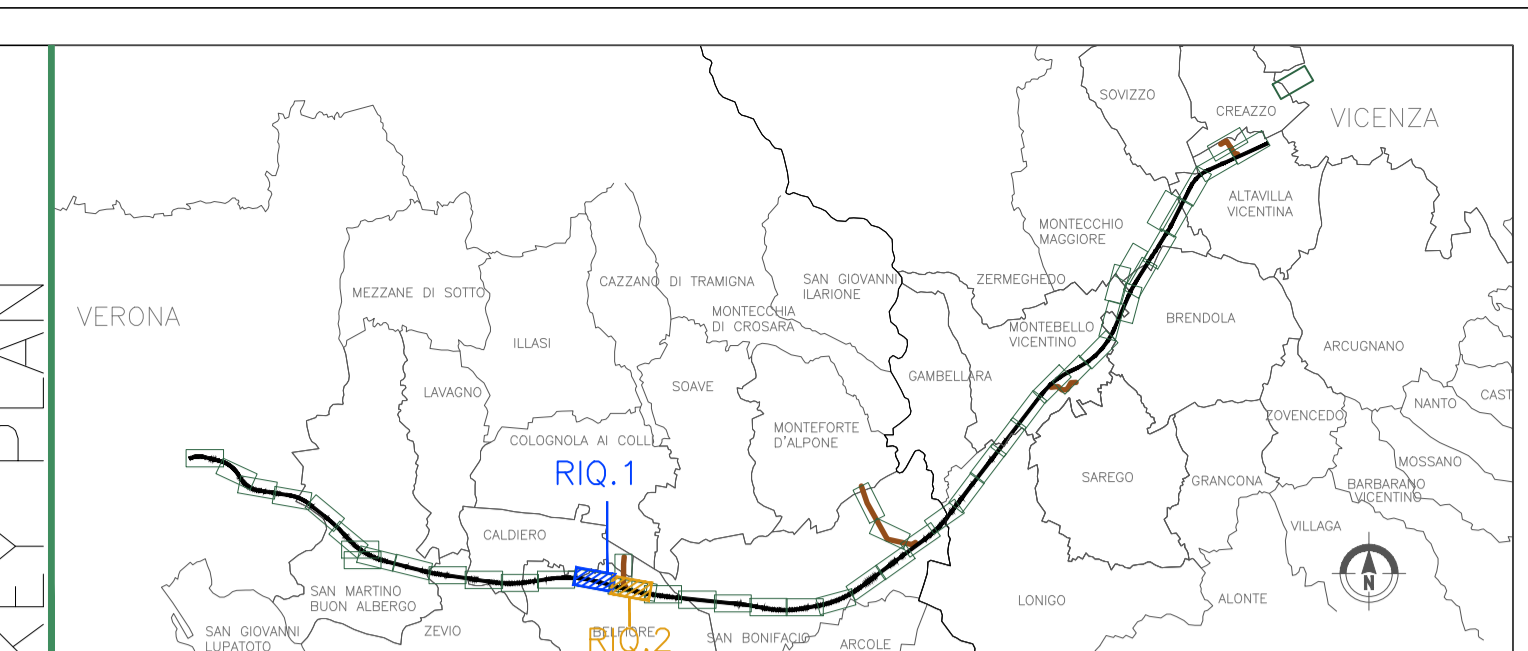 KEY PLAN
SOVIZZO
CREAZZO
VICENZA
ALTAVILLA
VICENTINA
MONTECCHIO
MAGGIORE
MEZZANE DI SOTTO
CAZZANO DI TRAMIGNA
SAN GIOVANNI
ILARIONE
ZERMEGHEDO
VERONA
MONTECCHIA
DI CROSARA
MONTEBELLO
VICENTINO
BRENDOLA
ILLASI
ARCUGNANO
LAVAGNO
SOAVE
GAMBELLARA
CAST
NANTO
ZOVENCEDO
COLOGNOLA AI COLLI
MONTEFORTE
D'ALPONE
RIQ.1
MOSSANO
SAREGO
GRANCONA
BARBARANO
VICENTINO
CALDIERO
VILLAGA
N
SAN MARTINO
BUON ALBERGO
LONIGO
ALONTE
SAN GIOVANNI
LUPATOTO
ZEVIO
BELFIORE
RIQ.2
SAN BONIFACIO
ARCOLE